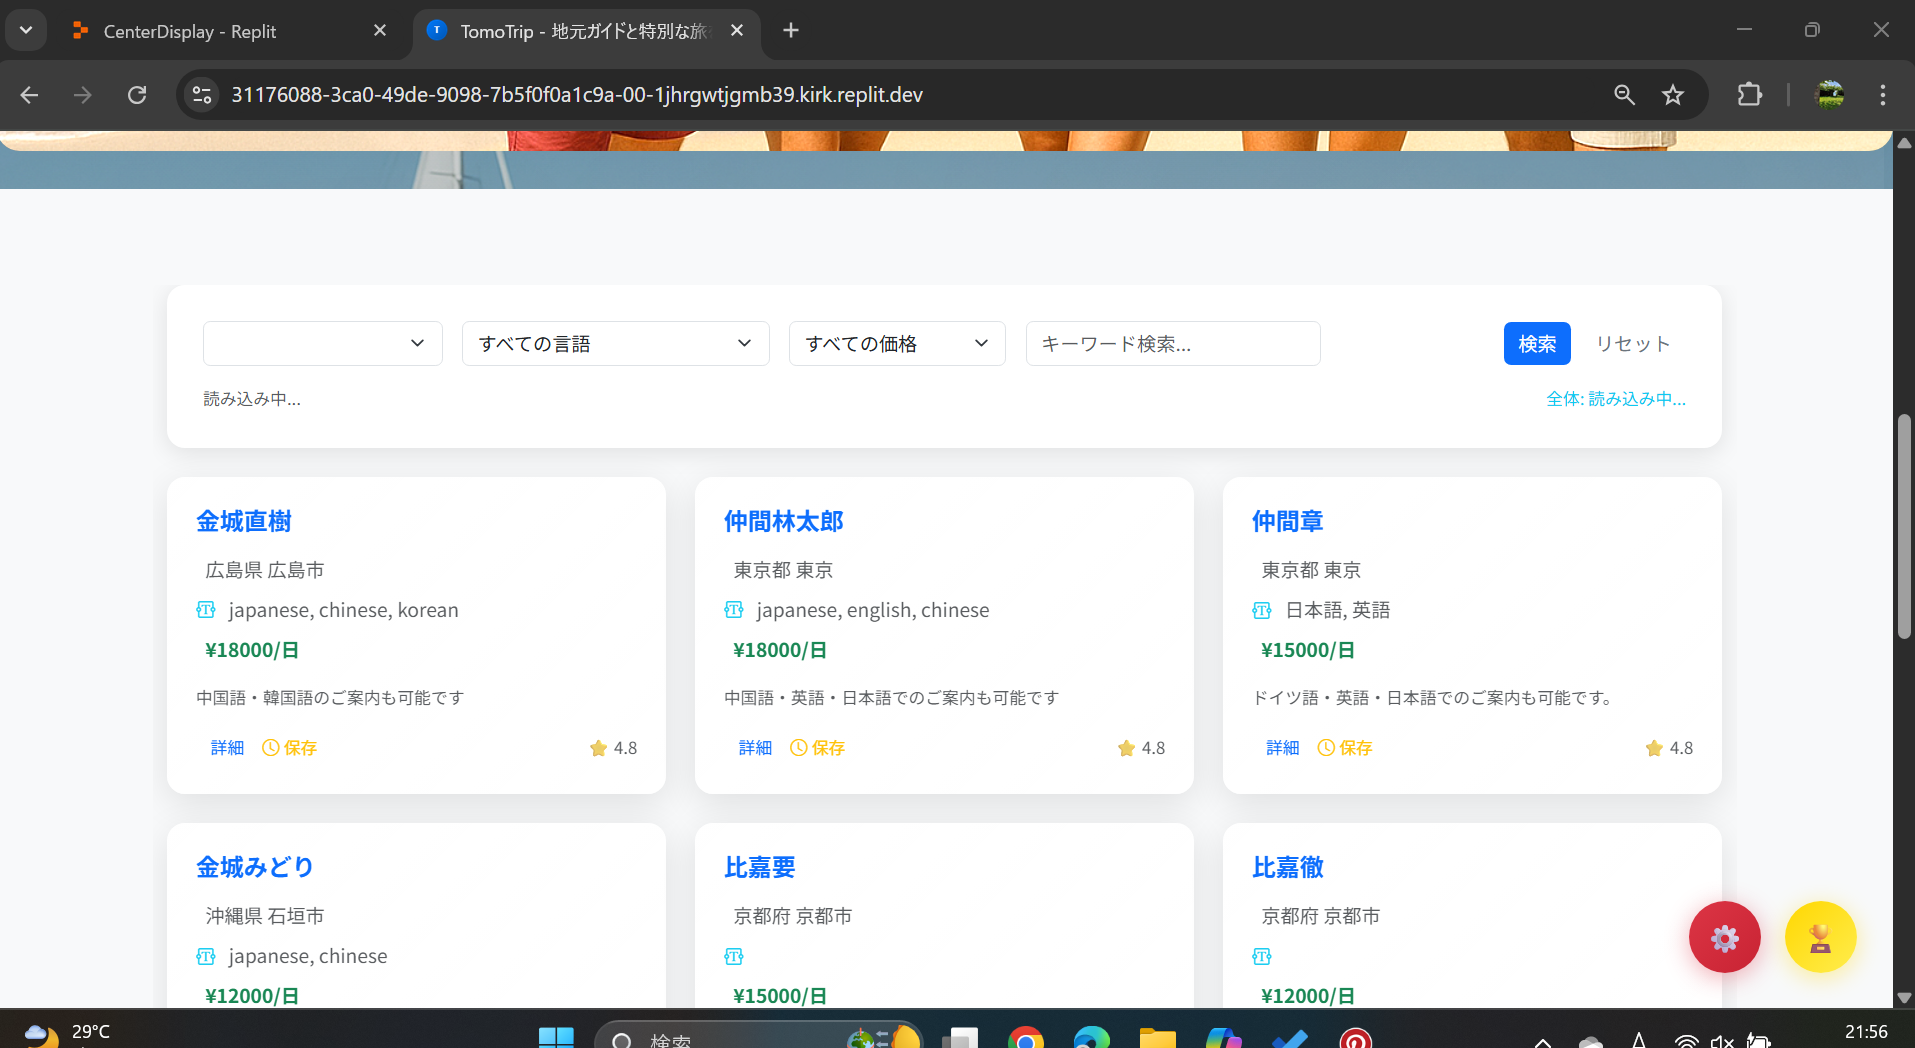 CenterDisplay - Replit
TomoTrip - 地元ガイドと特別な旅
31176088-3ca0-49de-9098-7b5f0f0a1c9a-00-1jhrgwtjgmb39.kirk.replit.dev
すべての言語 すべての価格 キーワード検索... 検索 リセット
読み込み中... 全体: 読み込み中...
金城直樹
広島県 広島市
japanese, chinese, korean
¥18000/日
中国語・韓国語のご案内も可能です
詳細 保存 4.8
仲間林太郎
東京都 東京
japanese, english, chinese
¥18000/日
中国語・英語・日本語でのご案内も可能です
詳細 保存 4.8
仲間章
東京都 東京
日本語, 英語
¥15000/日
ドイツ語・英語・日本語でのご案内も可能です。
詳細 保存 4.8
金城みどり
沖縄県 石垣市
japanese, chinese
¥12000/日
比嘉要
京都府 京都市
¥15000/日
比嘉徹
京都府 京都市
¥12000/日
29°C
検索
21:56